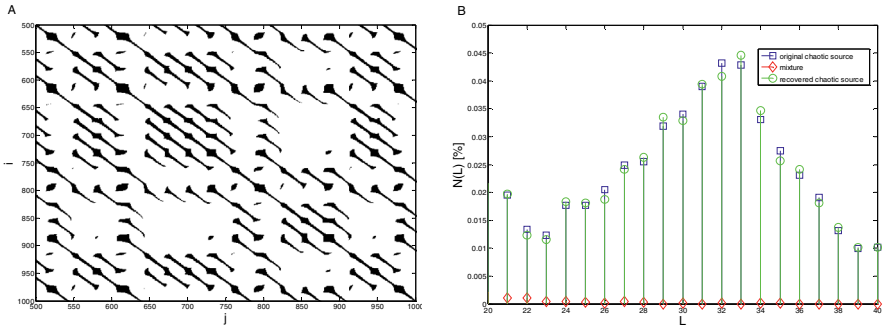 A
500
550
600
650
700
750
800
850
900
950
1000
i
500 550 600 650 700 750 800 850 900 950 1000
j
B
0.05
0.045
0.04
0.035
0.03
0.025
0.02
0.015
0.01
0.005
0
N(L) [%]
original chaotic source
mixture
recovered chaotic source
20 22 24 26 28 30 32 34 36 38 40
L